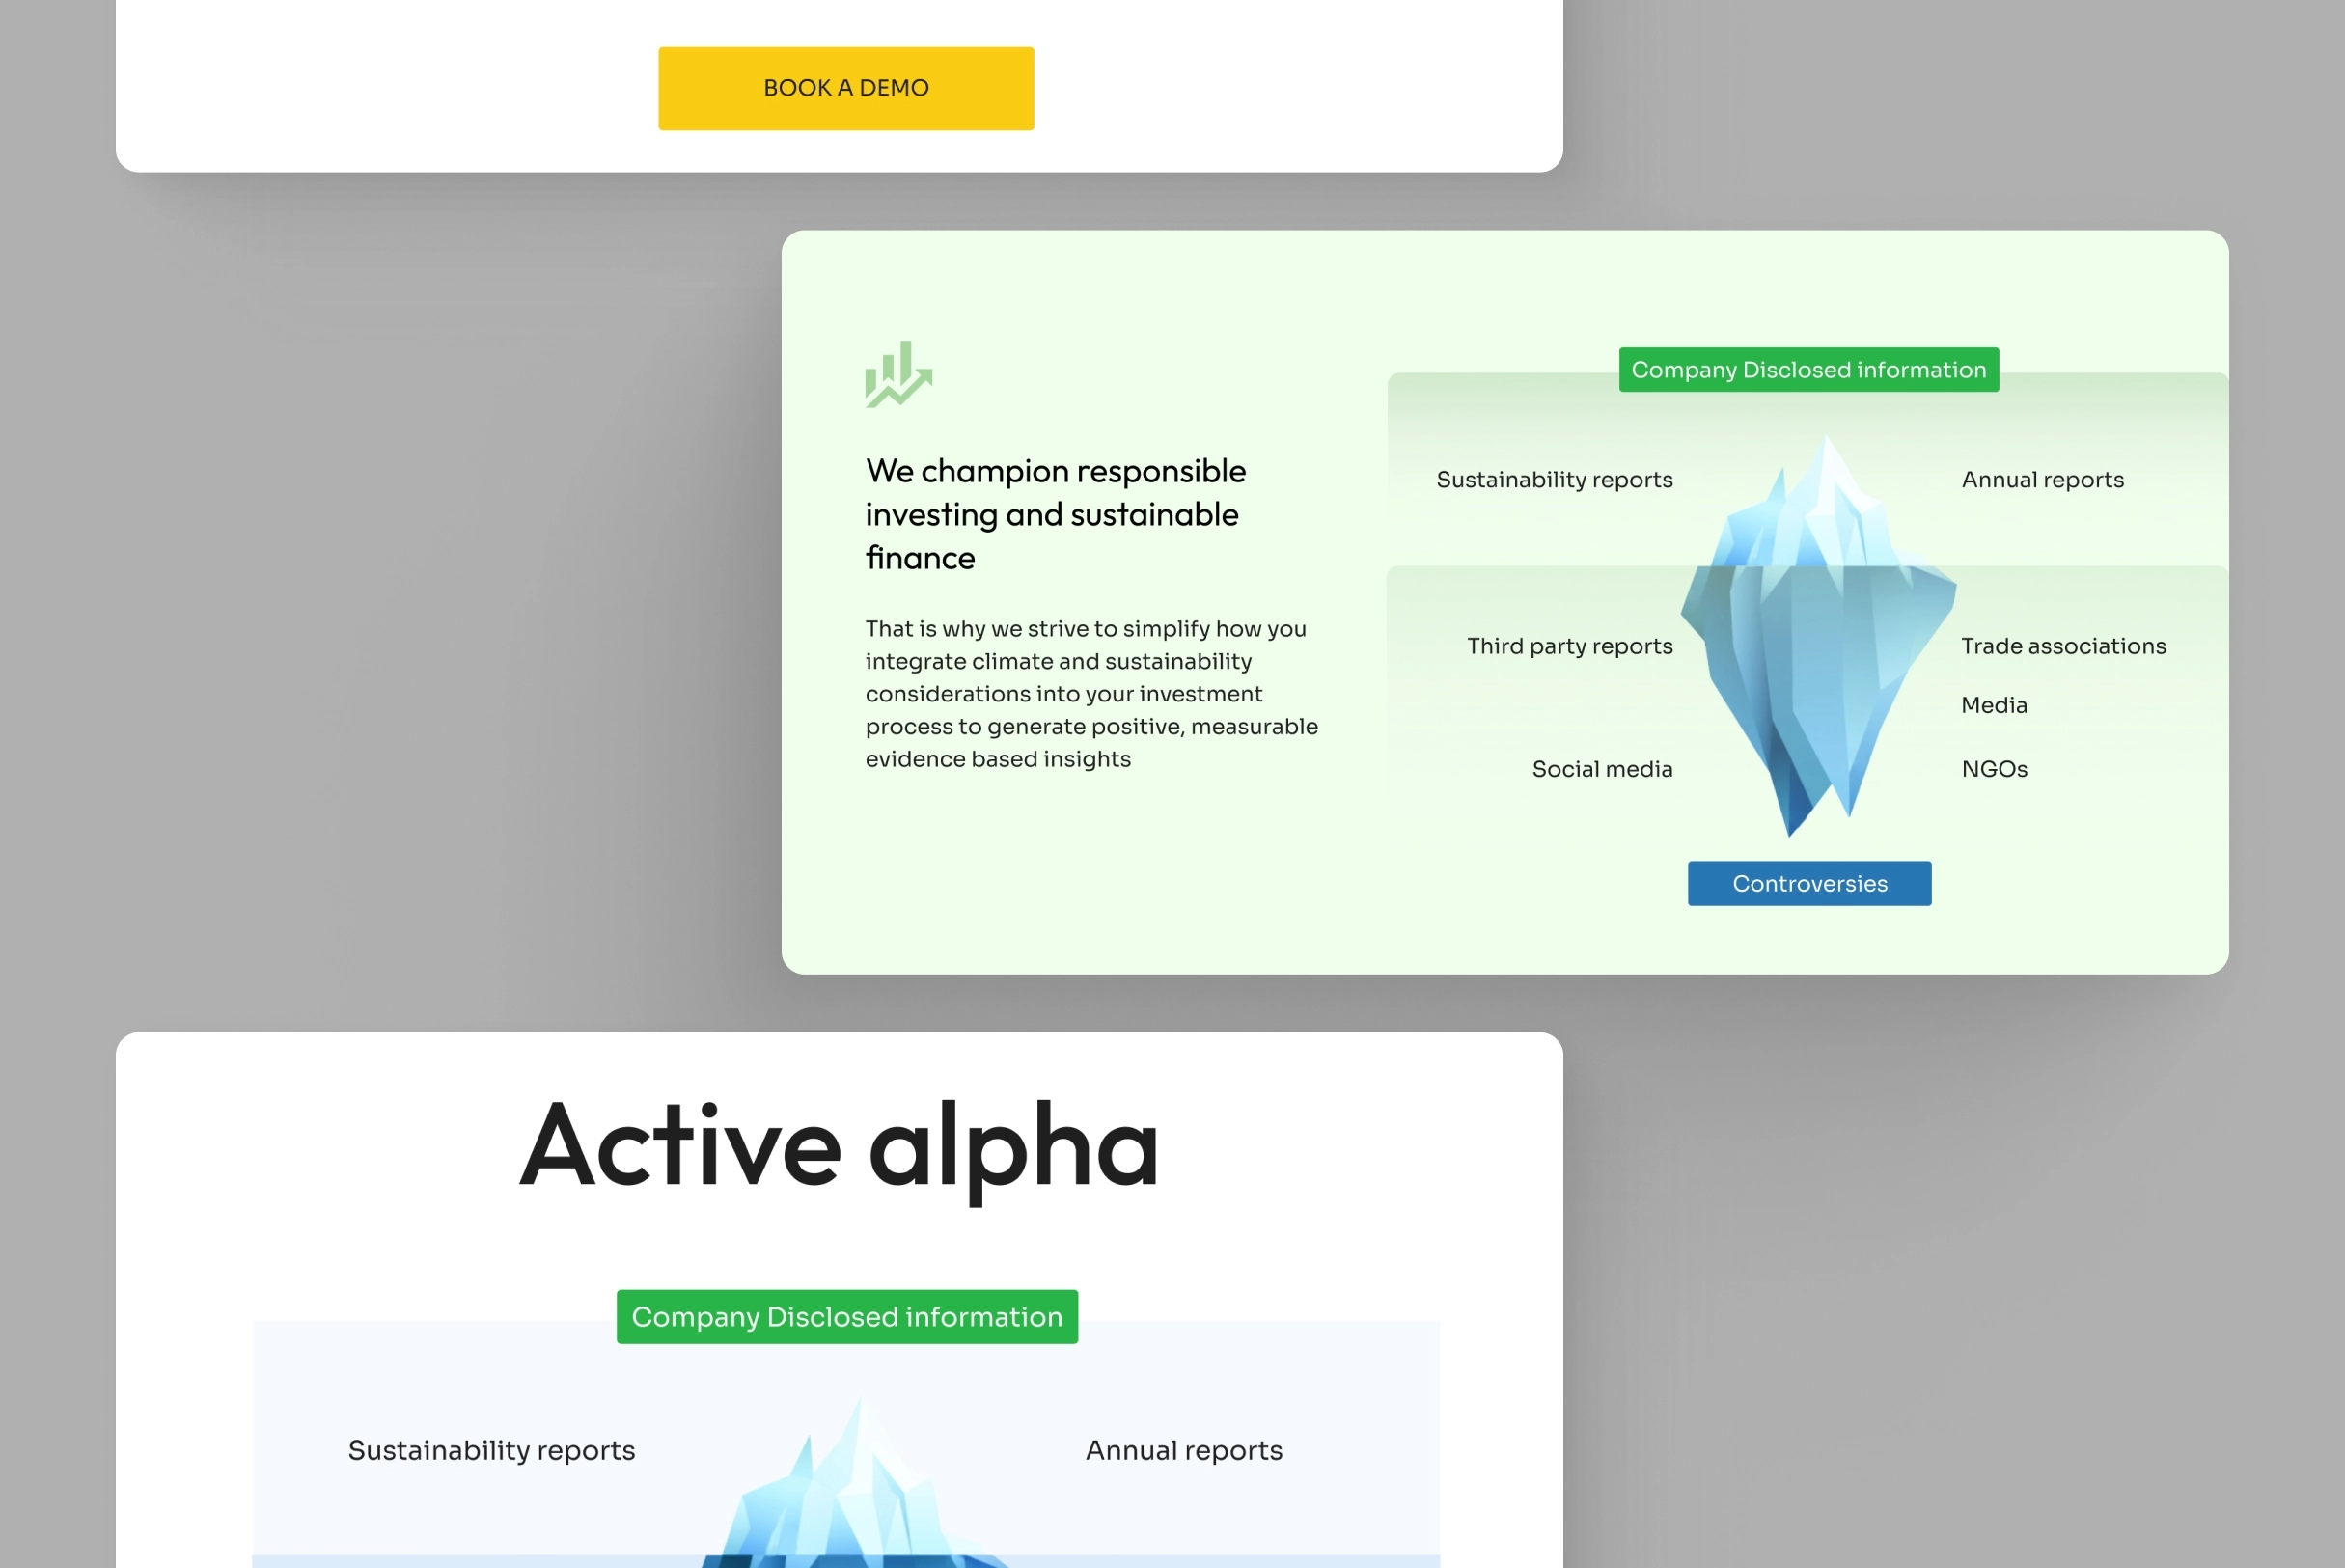 BOOK A DEMO
We champion responsible
investing and sustainable
finance
That is why we strive to simplify how you
integrate climate and sustainability
considerations into your investment
process to generate positive, measurable
evidence based insights
Company Disclosed information
Sustainability reports
Annual reports
Third party reports
Trade associations
Media
Social media
NGOs
Controversies
Active alpha
Company Disclosed information
Sustainability reports
Annual reports